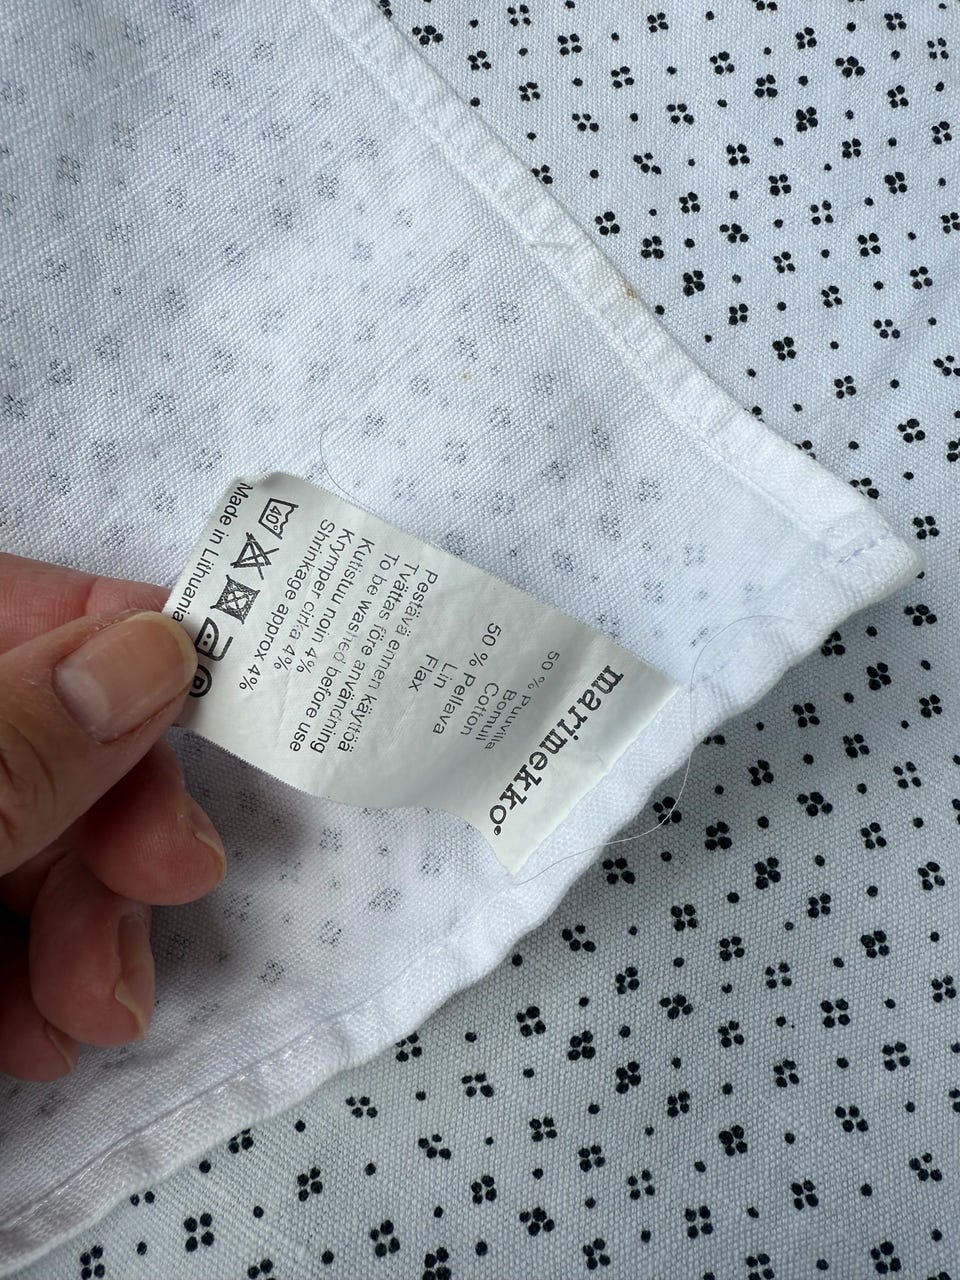 marimekko®
50 % Puuvilla
Bomull
Cotton
50 % Pellava
Lin
Flax
Pestävä ennen käyttöä
Tvättas före användning
To be washed before use
Kutistuu noin 4%
Krymper cirka 4%
Shrinkage approx 4%
40°
P
Made in Lithuania